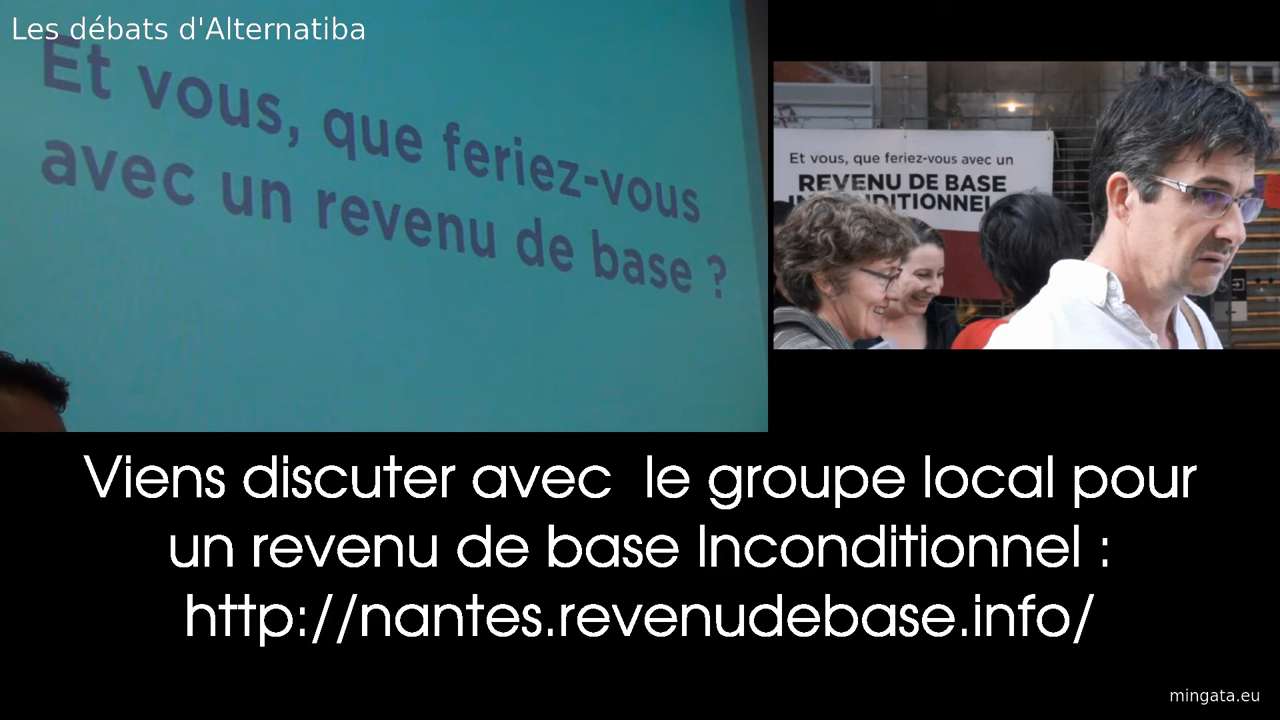 Les débats d'Alternatiba
Et vous, que feriez-vous
avec un revenu de base ?
Et vous, que feriez-vous avec un
REVENU DE BASE
INCONDITIONNEL
Viens discuter avec  le groupe local pour
un revenu de base Inconditionnel :
http://nantes.revenudebase.info/
mingata.eu